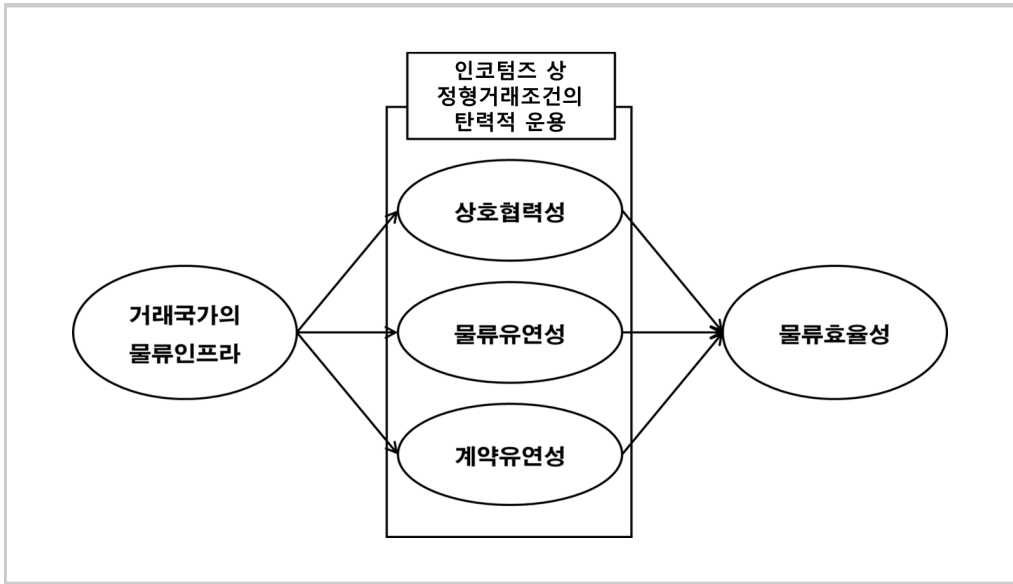 인코텀즈 상
정형거래조건의
탄력적 운용
상호협력성
거래국가의
물류인프라
물류유연성
물류효율성
계약유연성